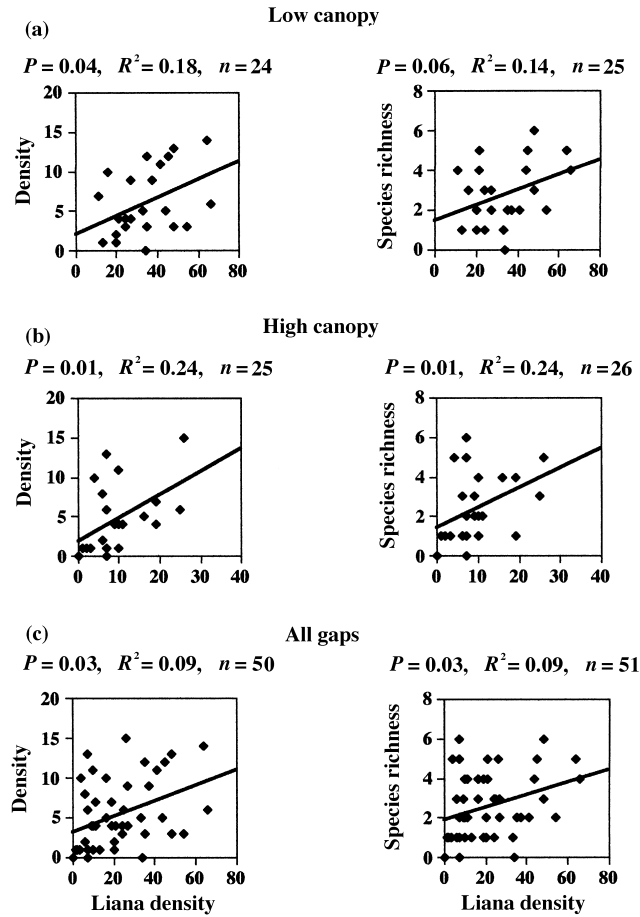 Low canopy
(a)
P = 0.04, R² = 0.18, n = 24
P = 0.06, R² = 0.14, n = 25
Density
20
15
10
5
0
0 20 40 60 80
Species richness
8
6
4
2
0
0 20 40 60 80
High canopy
(b)
P = 0.01, R² = 0.24, n = 25
P = 0.01, R² = 0.24, n = 26
Density
20
15
10
5
0
0 10 20 30 40
Species richness
8
6
4
2
0
0 10 20 30 40
(c)
All gaps
P = 0.03, R² = 0.09, n = 50
P = 0.03, R² = 0.09, n = 51
Density
20
15
10
5
0
0 20 40 60 80
Liana density
Species richness
8
6
4
2
0
0 20 40 60 80
Liana density